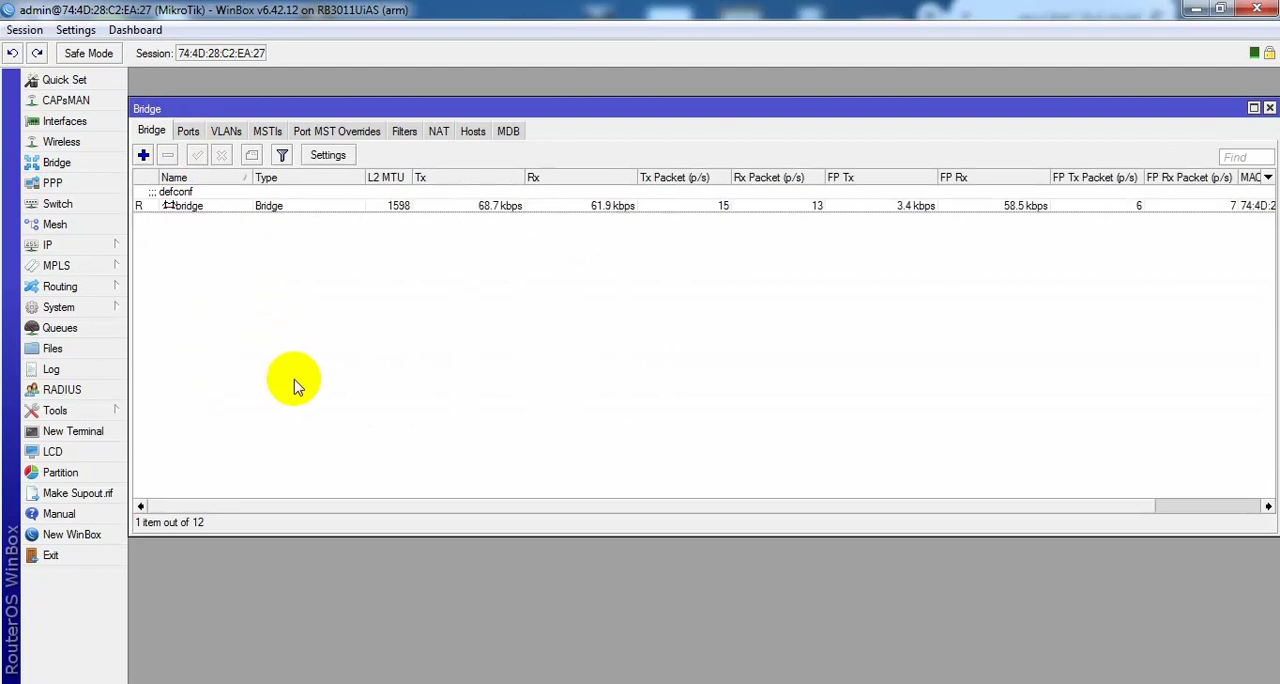 admin@74:4D:28:C2:EA:27 (MikroTik) - WinBox v6.42.12 on RB3011UiAS (arm)
Session Settings Dashboard
Safe Mode Session: 74:4D:28:C2:EA:27
Quick Set
CAPsMAN
Interfaces
Wireless
Bridge
PPP
Switch
Mesh
IP
MPLS
Routing
System
Queues
Files
Log
RADIUS
Tools
New Terminal
LCD
Partition
Make Supout.rif
Manual
New WinBox
Exit
RouterOS WinBox
Bridge
Bridge Ports VLANs MSTIs Port MST Overrides Filters NAT Hosts MDB
Settings Find
Name Type L2 MTU Tx Rx Tx Packet (p/s) Rx Packet (p/s) FP Tx FP Rx FP Tx Packet (p/s) FP Rx Packet (p/s) MAC
;;; defconf
R bridge Bridge 1598 68.7 kbps 61.9 kbps 15 13 3.4 kbps 58.5 kbps 6 7 74:4D:2
1 item out of 12